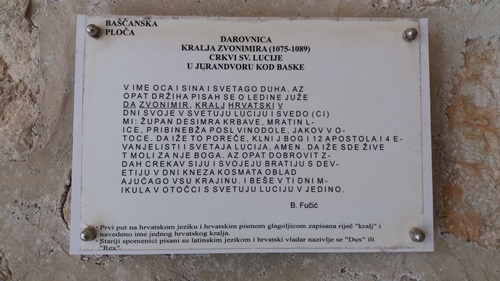 BAŠČANSKA
PLOČA
DAROVNICA
KRALJA ZVONIMIRA (1075-1089)
CRKVI SV. LUCIJE
U JURANDVORU KOD BASKE
V IME OCA I SINA I SVETAGO DUHA. AZ
OPAT DRŽIHA PISAH SE O LEDINE JUŽE
DA ZVONIMIR, KRALJ HRVATSKI V
DNI SVOJE V SVETUJU LUCIJU I SVEDO (CI)
MI: ŽUPAN DESIMRA KRBAVE, MRATIN L-
ICE, PRIBINEBŽA POSL VINODOLE, JAKOV V O-
TOCE. DA IŽE TO POREČE, KLNI J BOG I 12 APOSTOLA I 4 E-
VANJELISTI I SVETAJA LUCIJA, AMEN. DA IŽE SDE ŽIVE
T MOLI ZA NJE BOGA. AZ OPAT DOBROVIT Z-
DAH CREKAV SIJU I SVOJEJU BRATIJU S DEV-
ETIJU V DNI KNEZA KOSMATA OBLAD
AJUĆAGO VSU KRAJINU. I BEŠE V TI DNI M-
IKULA V OTOČCI S SVETUJU LUCIJU V JEDINO.
B. Fučić
Prvi put na hrvatskom jeziku i hrvatskim pismom glagoljicom zapisana riječ "kralj" i
navedeno ime jednog hrvatskog kralja.
Stariji spomenici pisani su latinskim jezikom i hrvatski vladar nazivlje se "Dux" ili
"Rex".